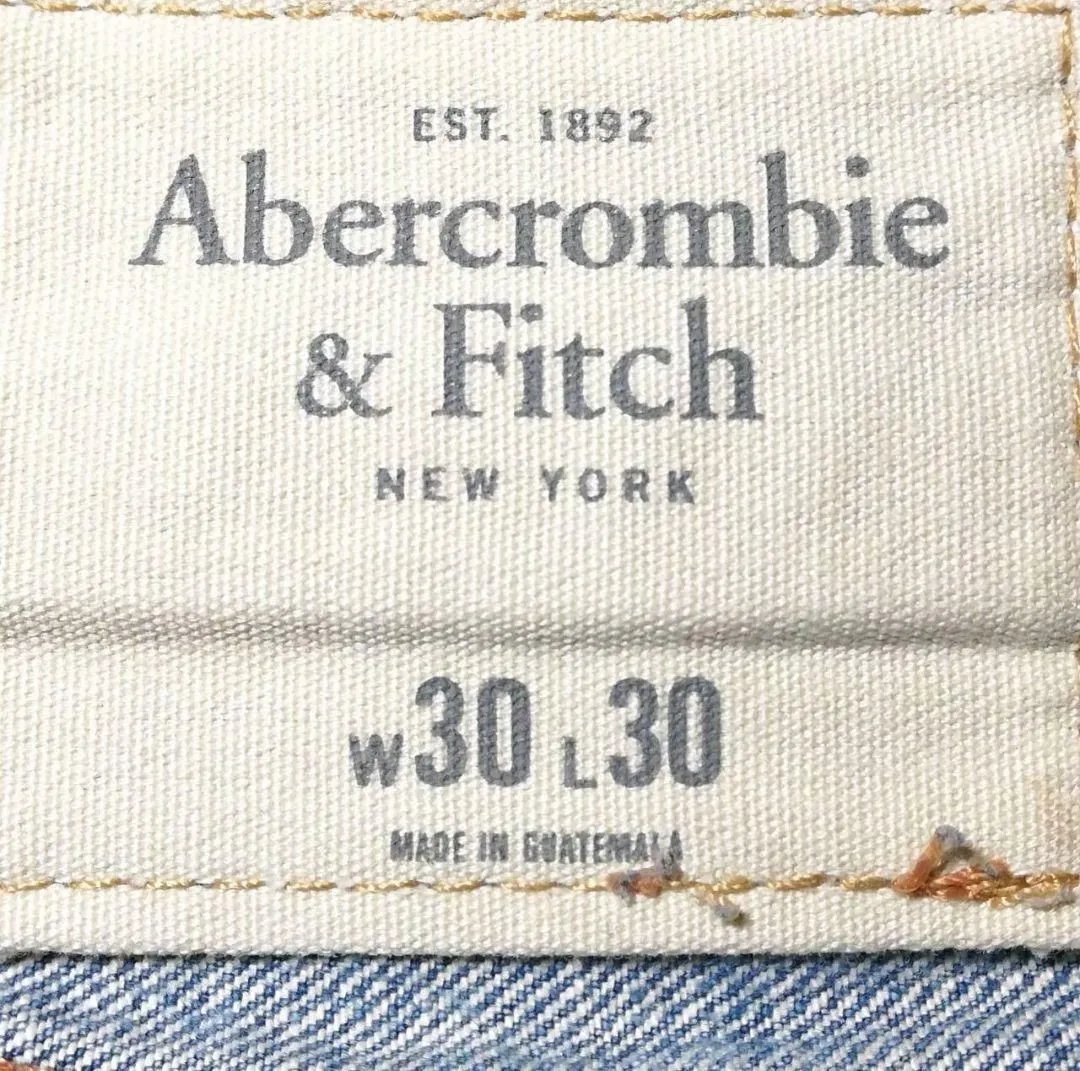 EST. 1892
Abercrombie
& Fitch
NEW YORK
W30 L30
MADE IN GUATEMALA